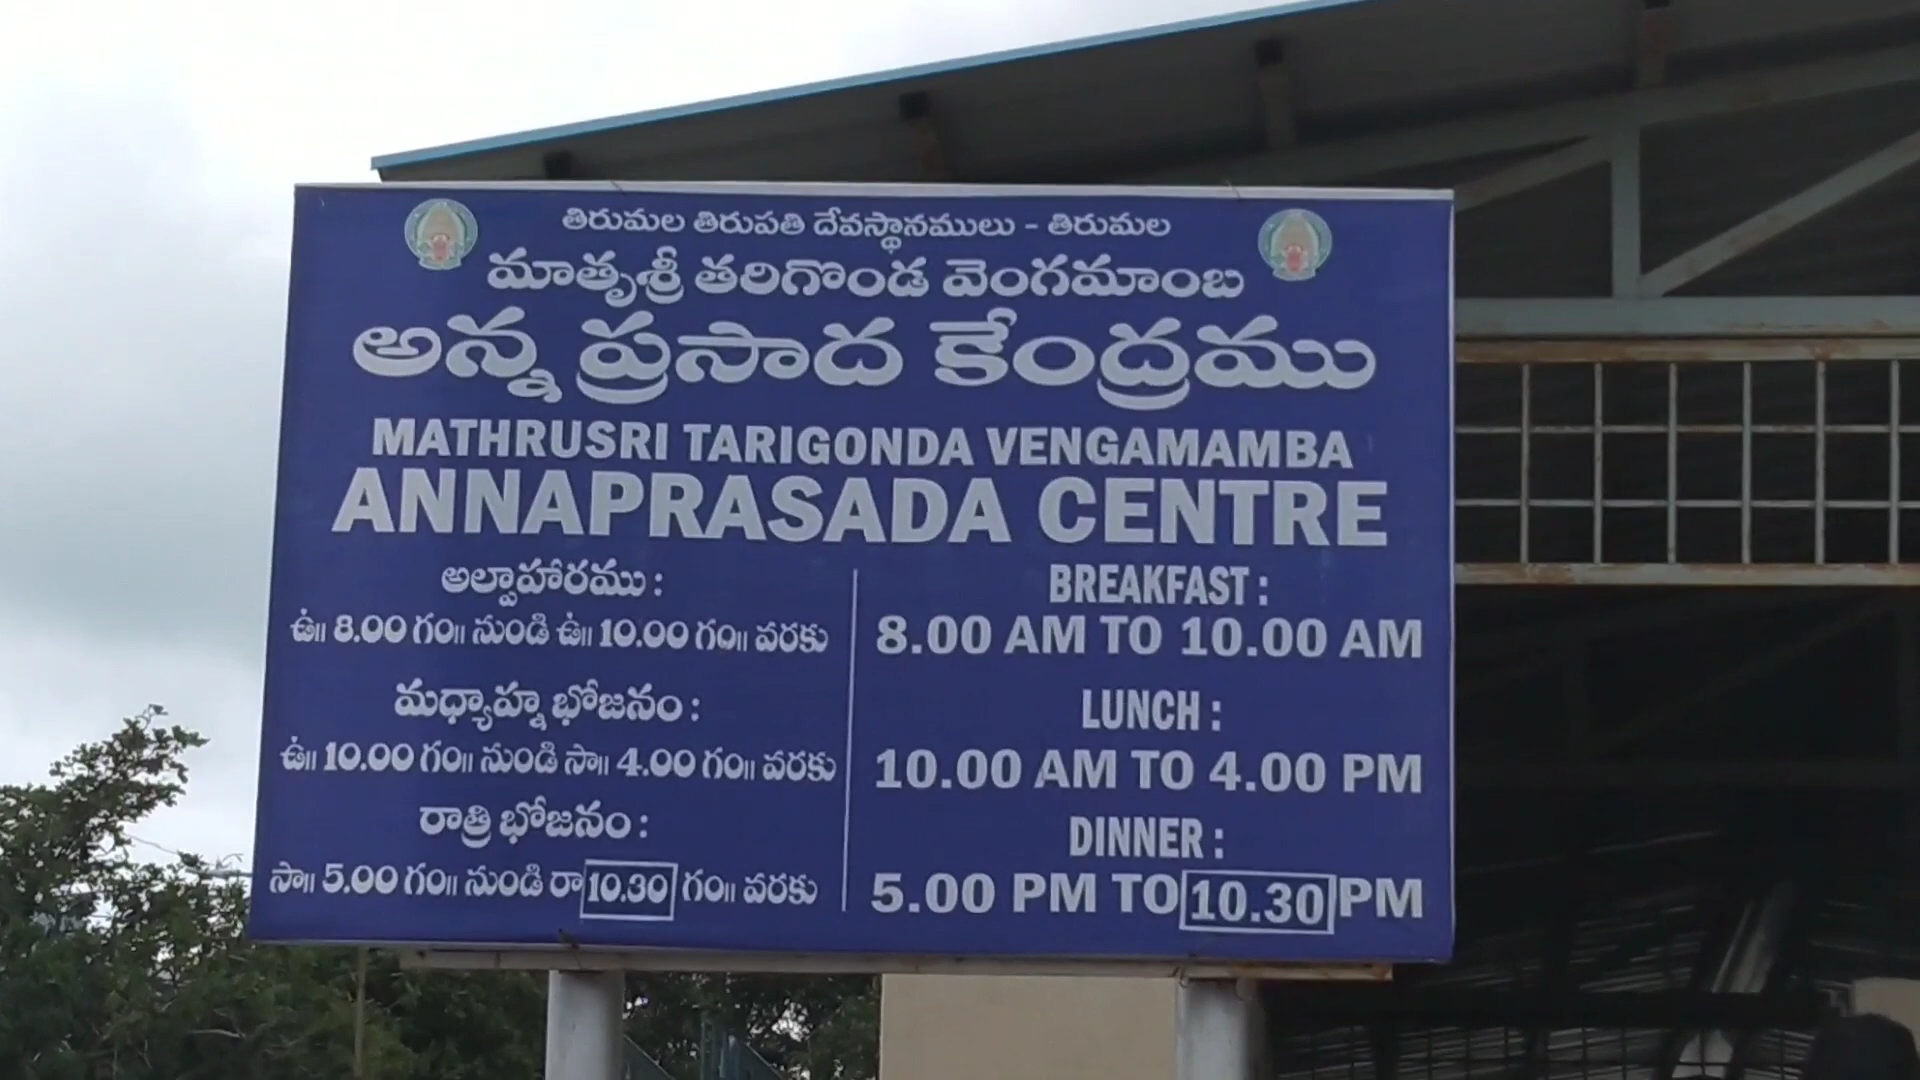 తిరుమల తిరుపతి దేవస్థానములు - తిరుమల
మాతృశ్రీ తరిగొండ వెంగమాంబ
అన్న ప్రసాద కేంద్రము
MATHRUSRI TARIGONDA VENGAMAMBA
ANNAPRASADA CENTRE
అల్పాహారము :
ఉ॥ 8.00 గం॥ నుండి ఉ॥ 10.00 గం॥ వరకు
మధ్యాహ్న భోజనం :
ఉ॥ 10.00 గం॥ నుండి సా॥ 4.00 గం॥ వరకు
రాత్రి భోజనం :
సా॥ 5.00 గం॥ నుండి రా 10.30 గం॥ వరకు
BREAKFAST :
8.00 AM TO 10.00 AM
LUNCH :
10.00 AM TO 4.00 PM
DINNER :
5.00 PM TO 10.30 PM